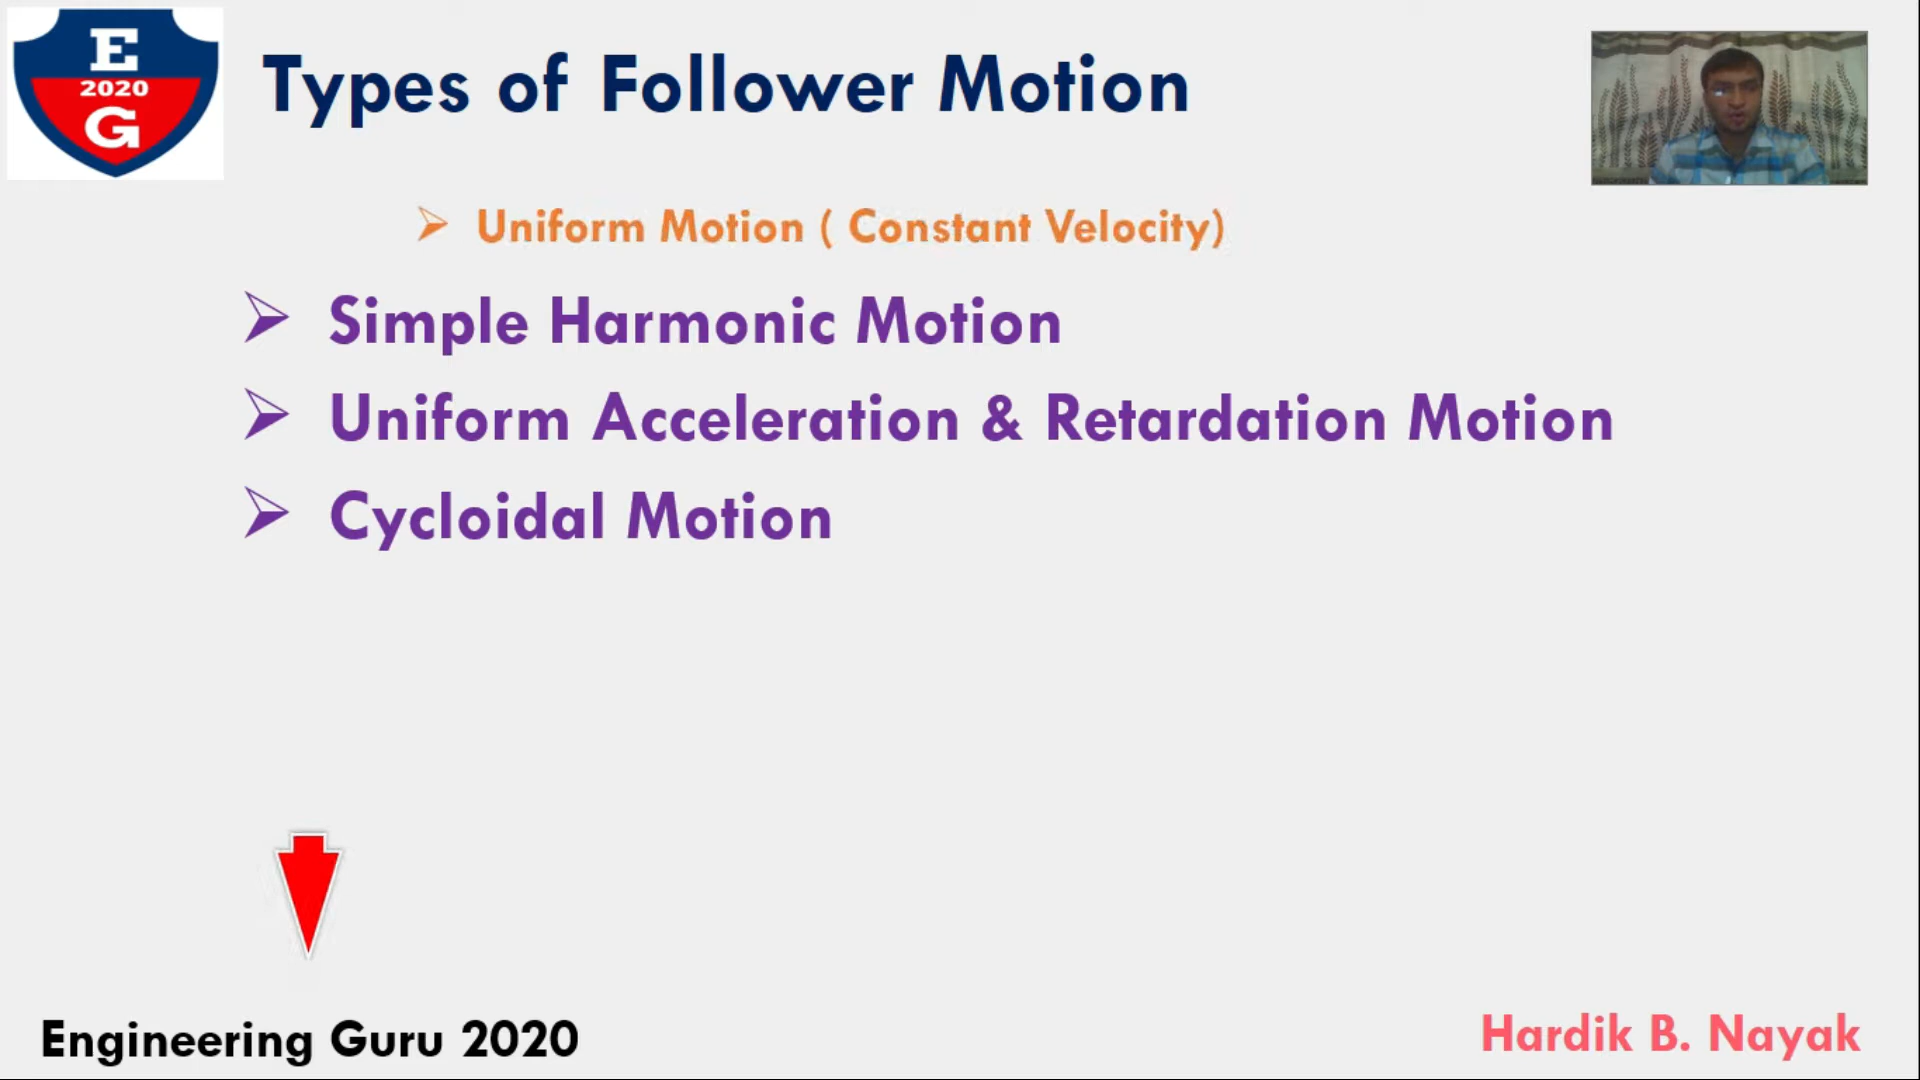 E
2020
G
Types of Follower Motion
➢ Uniform Motion ( Constant Velocity)
➢ Simple Harmonic Motion
➢ Uniform Acceleration & Retardation Motion
➢ Cycloidal Motion
Engineering Guru 2020
Hardik B. Nayak